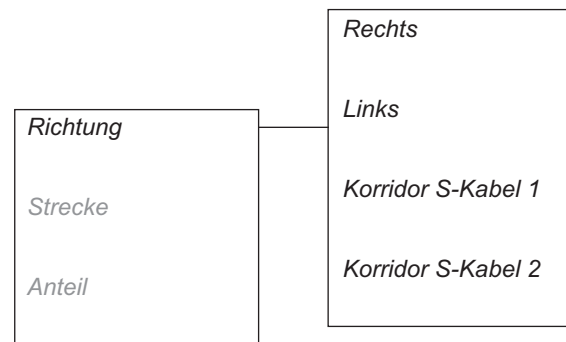 Richtung
Strecke
Anteil
Rechts
Links
Korridor S-Kabel 1
Korridor S-Kabel 2